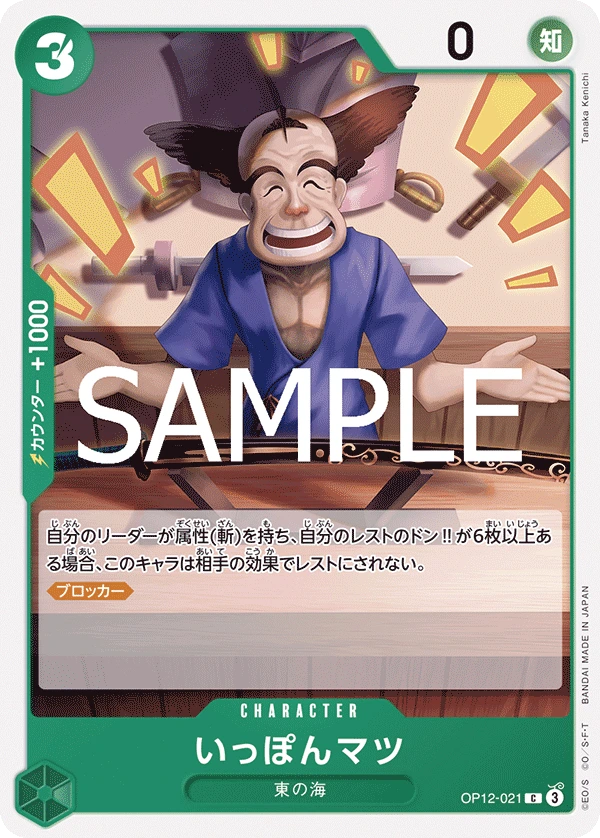 3
0
知
Tanaka Kenichi
カウンター +1000
SAMPLE
自分のリーダーが属性(斬)を持ち、自分のレストのドン!!が6枚以上あ
る場合、このキャラは相手の効果でレストにされない。
ブロッカー
CHARACTER
いっぽんマツ
東の海
OP12-021 C 3
©E.O/S ©O/S・F・T BANDAI MADE IN JAPAN